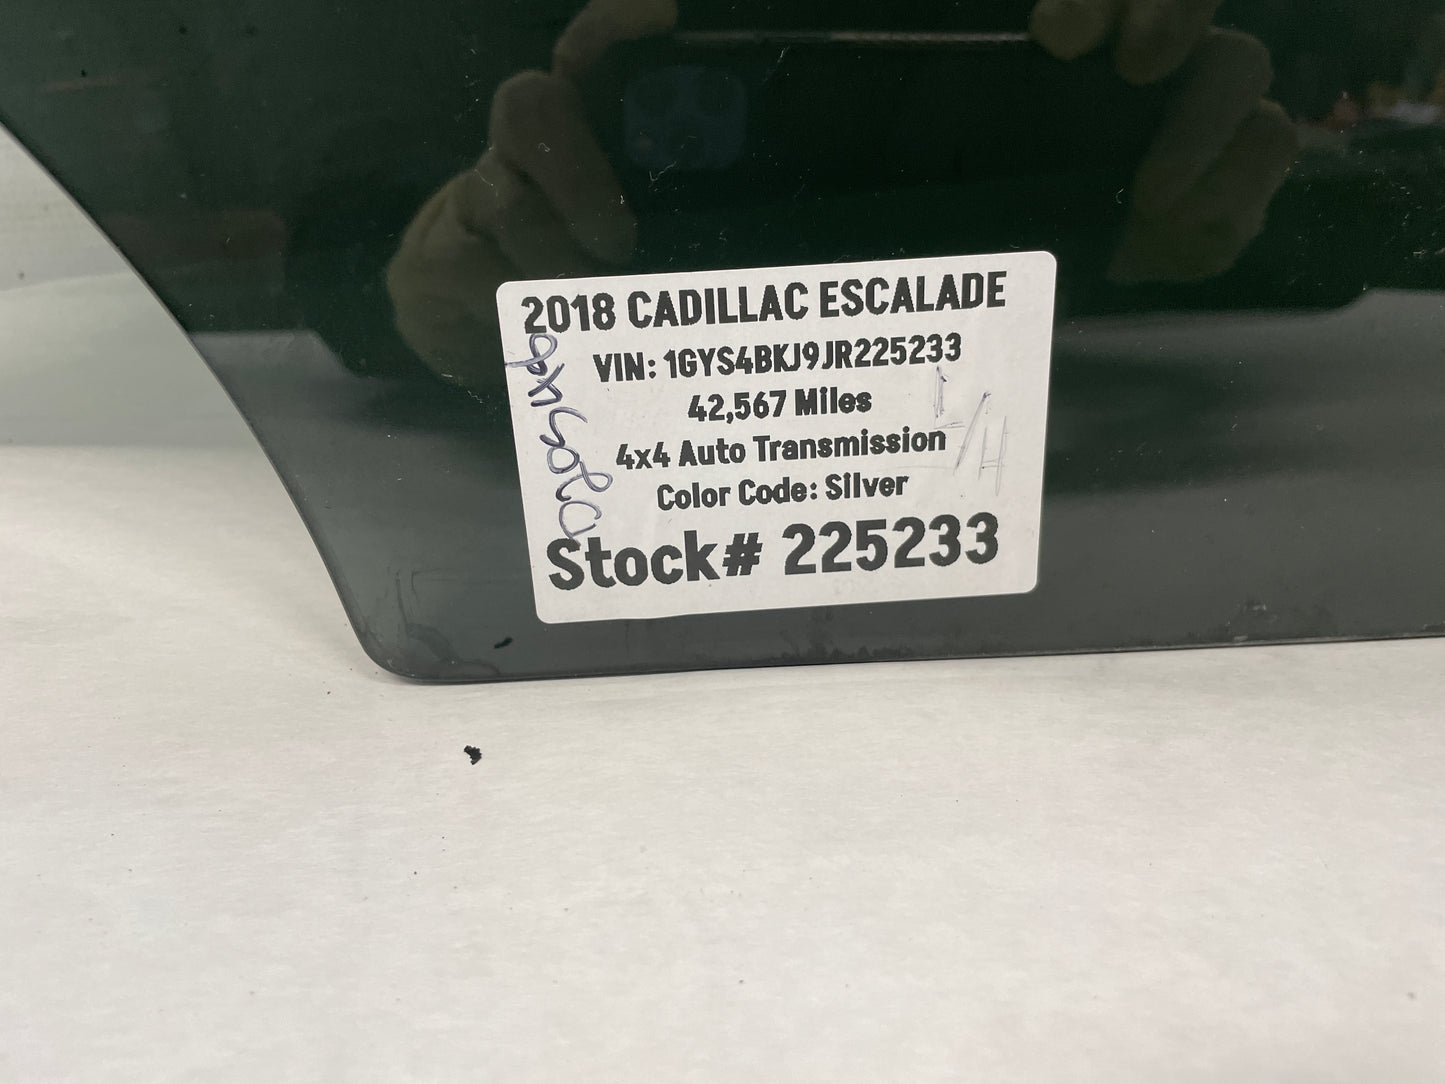 2018 CADILLAC ESCALADE
VIN: 1GYS4BKJ9JR225233
42,567 Miles
4x4 Auto Transmission
Color Code: Silver
Stock# 225233